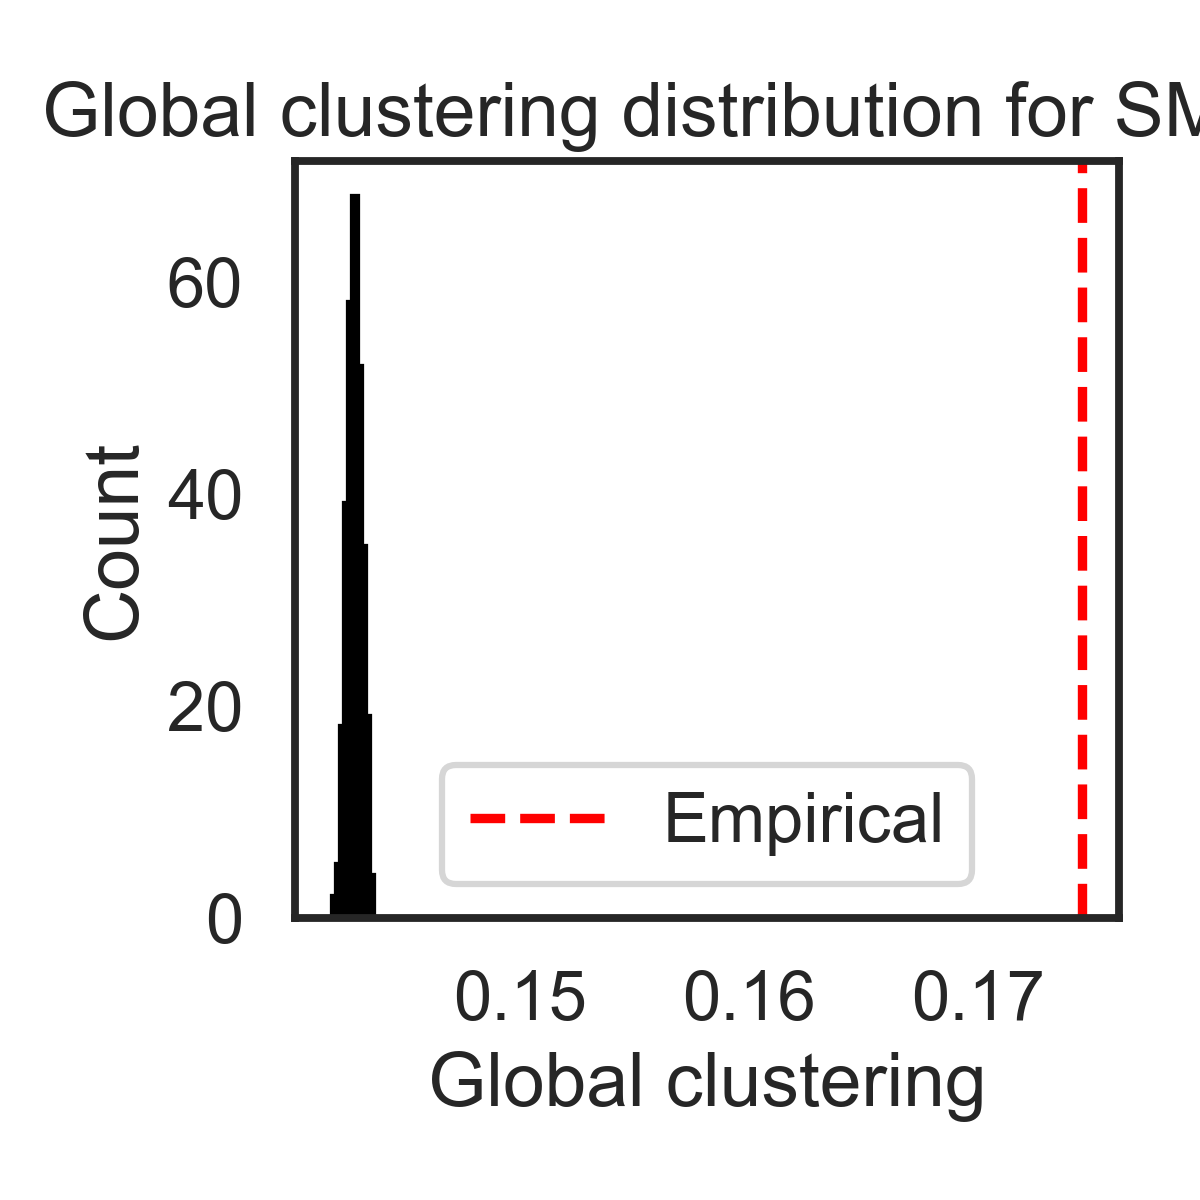 Global clustering distribution for SM
60
40
20
0
Count
Empirical
0.15 0.16 0.17
Global clustering